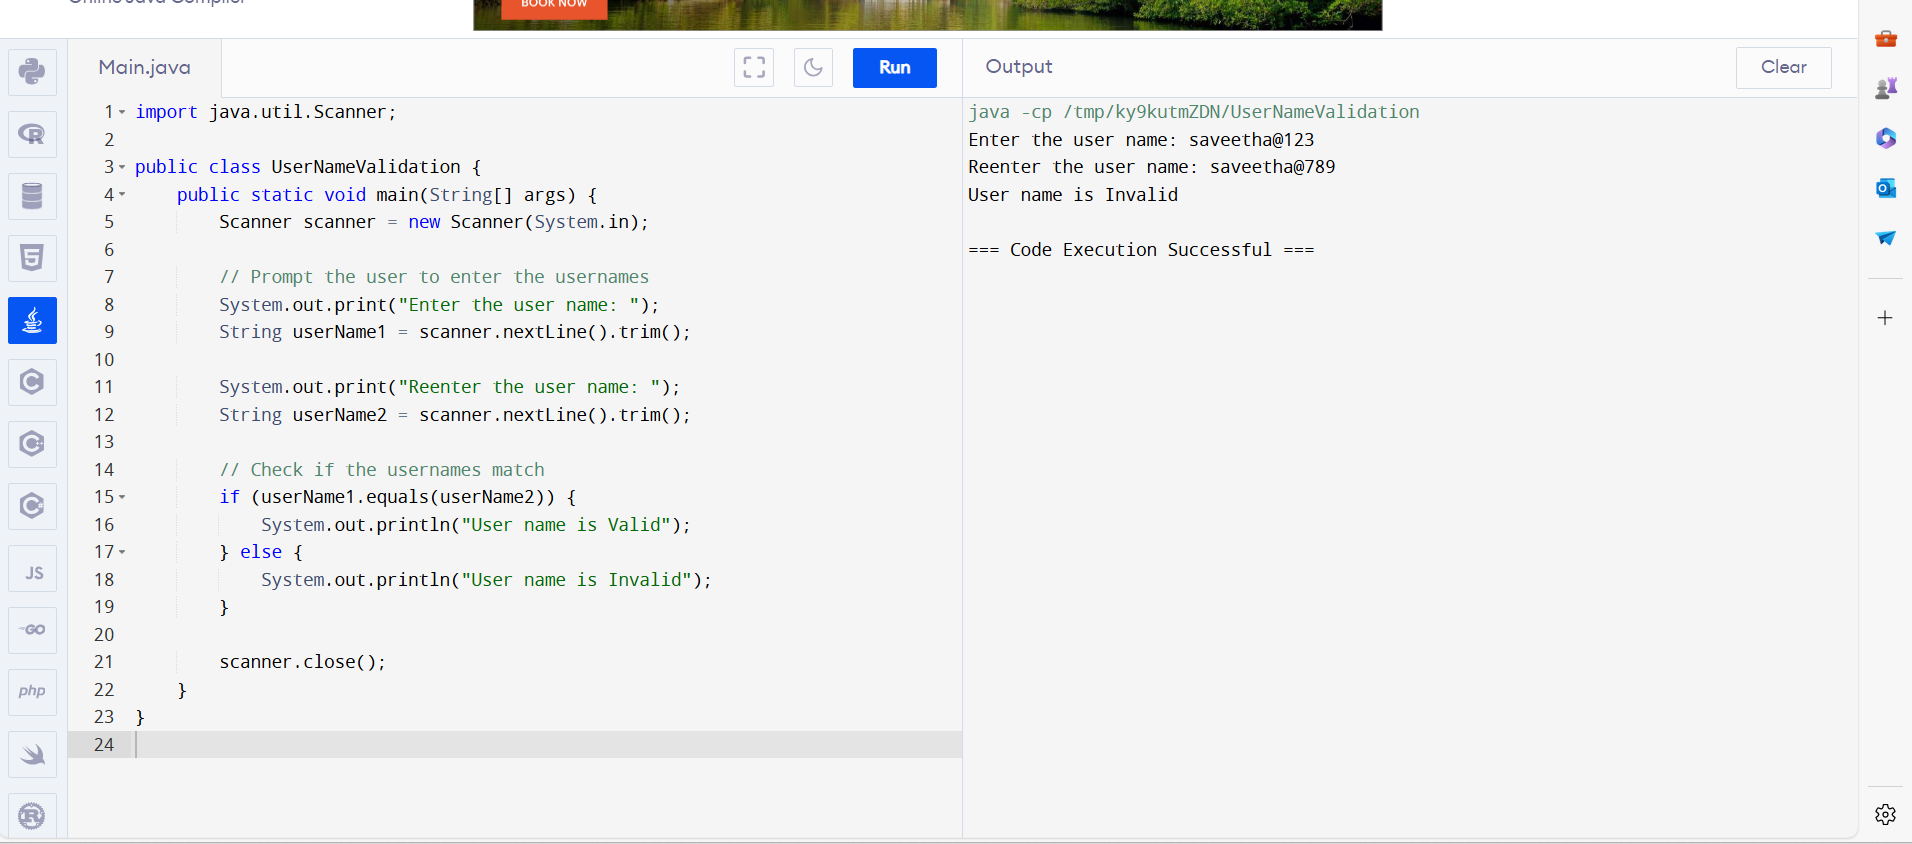 Online Java Compiler
BOOK NOW
Main.java
Run
Output
Clear
1 import java.util.Scanner;
2
3 public class UserNameValidation {
4 public static void main(String[] args) {
5 Scanner scanner = new Scanner(System.in);
6
7 // Prompt the user to enter the usernames
8 System.out.print("Enter the user name: ");
9 String userName1 = scanner.nextLine().trim();
10
11 System.out.print("Reenter the user name: ");
12 String userName2 = scanner.nextLine().trim();
13
14 // Check if the usernames match
15 if (userName1.equals(userName2)) {
16 System.out.println("User name is Valid");
17 } else {
18 System.out.println("User name is Invalid");
19 }
20
21 scanner.close();
22 }
23 }
24
java -cp /tmp/ky9kutmZDN/UserNameValidation
Enter the user name: saveetha@123
Reenter the user name: saveetha@789
User name is Invalid
=== Code Execution Successful ===
R
5
C
C
C
JS
GO
php
R